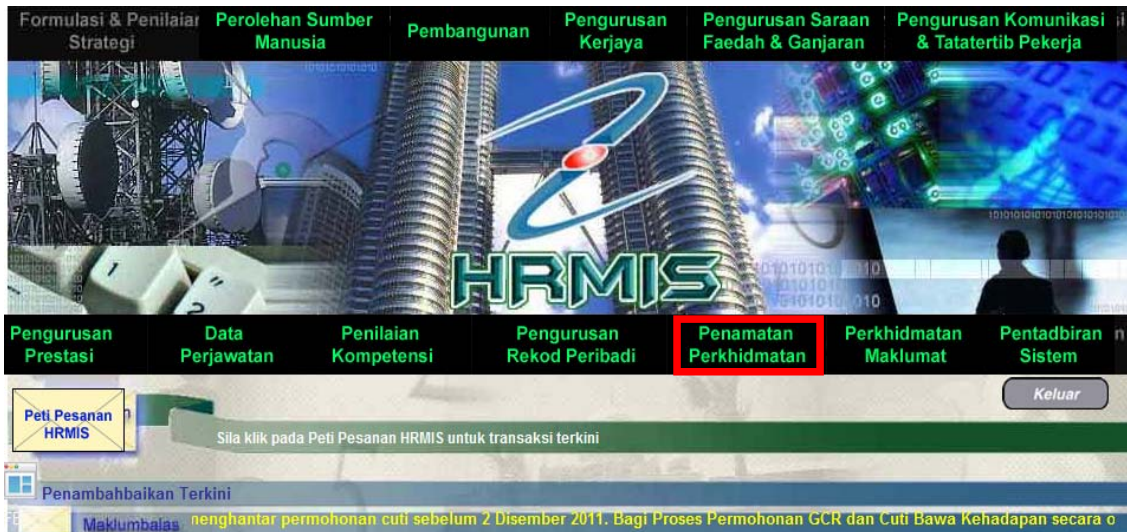 Formulasi & Penilaian
Strategi
Perolehan Sumber
Manusia
Pembangunan
Pengurusan
Kerjaya
Pengurusan Saraan
Faedah & Ganjaran
Pengurusan Komunikasi
& Tatatertib Pekerja
HRMIS
Pengurusan
Prestasi
Data
Perjawatan
Penilaian
Kompetensi
Pengurusan
Rekod Peribadi
Penamatan
Perkhidmatan
Perkhidmatan
Maklumat
Pentadbiran
Sistem
Keluar
Peti Pesanan
HRMIS
Sila klik pada Peti Pesanan HRMIS untuk transaksi terkini
Penambahbaikan Terkini
Maklumbalas
menghantar permohonan cuti sebelum 2 Disember 2011. Bagi Proses Permohonan GCR dan Cuti Bawa Kehadapan secara o